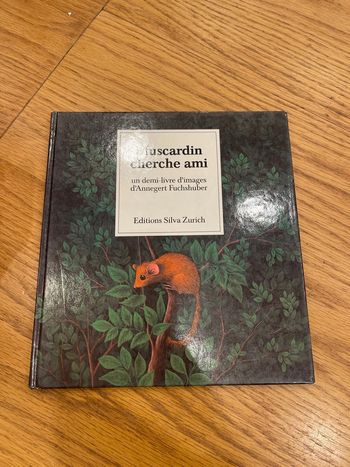 Muscardin
cherche ami
un demi-livre d'images
d'Annegert Fuchshuber
Editions Silva Zurich